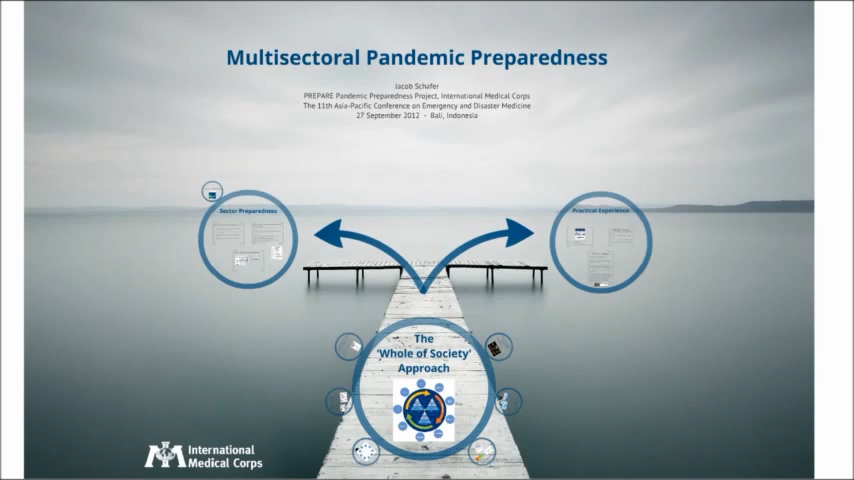 Multisectoral Pandemic Preparedness
Jacob Schafer
PREPARE Pandemic Preparedness Project, International Medical Corps
The 11th Asia-Pacific Conference on Emergency and Disaster Medicine
27 September 2012 - Bali, Indonesia
Sector Preparedness
Practical Experience
The
'Whole of Society'
Approach
International
Medical Corps